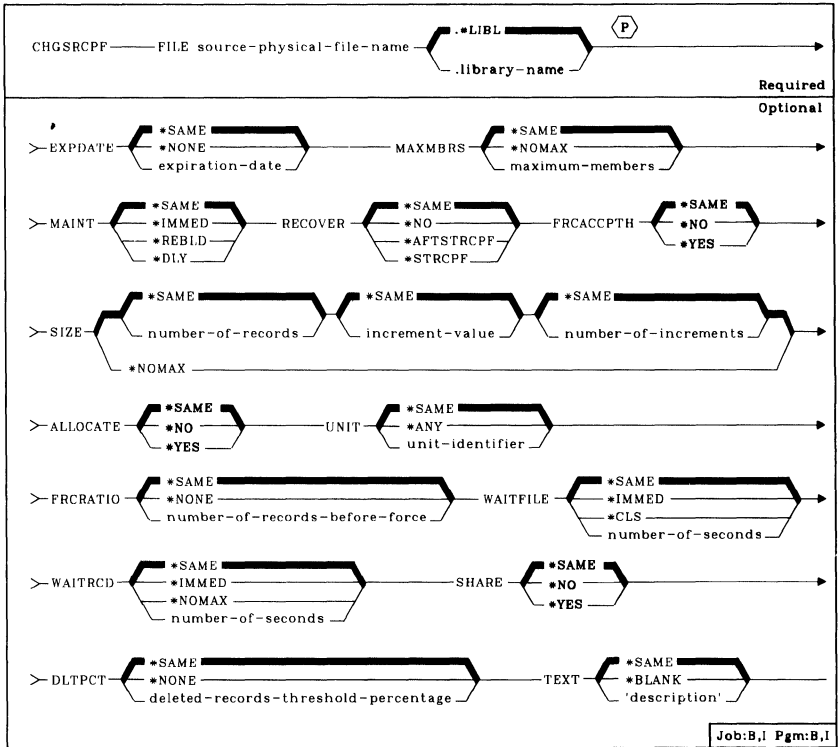 .*LIBL P
CHGSRCPF FILE source-physical-file-name
.library-name
Required
Optional
*SAME *SAME
EXPDATE *NONE MAXMBRS *NOMAX
expiration-date maximum-members
*SAME *SAME *SAME
MAINT *IMMED RECOVER *NO FRCACCPTH *NO
*REBLD *AFTSTRCPF *YES
*DLY *STRCPF
*SAME *SAME *SAME
SIZE number-of-records increment-value number-of-increments
*NOMAX
*SAME *SAME
ALLOCATE *NO UNIT *ANY
*YES unit-identifier
*SAME *SAME
FRCRATIO *NONE WAITFILE *IMMED
number-of-records-before-force *CLS
number-of-seconds
*SAME *SAME
WAITRCD *IMMED SHARE *NO
*NOMAX *YES
number-of-seconds
*SAME *SAME
DLTPCT *NONE TEXT *BLANK
deleted-records-threshold-percentage 'description'
Job:B,I Pgm:B,I